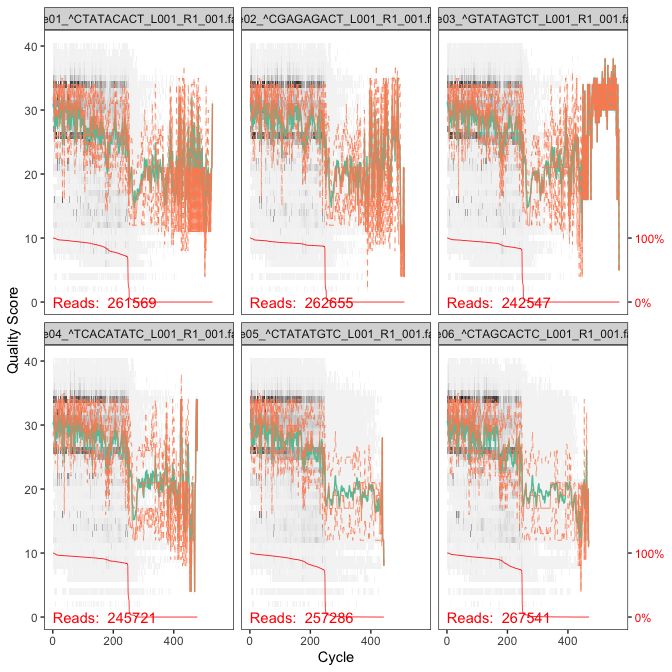 e01_^CTATACACT_L001_R1_001.fa
e02_^CGAGAGACT_L001_R1_001.fa
e03_^GTATAGTCT_L001_R1_001.fa
40
30
20
10
0
100%
0%
Reads: 261569
Reads: 262655
Reads: 242547
Quality Score
e04_^TCACATATC_L001_R1_001.fa
e05_^CTATATGTC_L001_R1_001.fa
e06_^CTAGCACTC_L001_R1_001.fa
40
30
20
10
0
100%
0%
Reads: 245721
Reads: 257286
Reads: 267541
0 200 400
0 200 400
0 200 400
Cycle